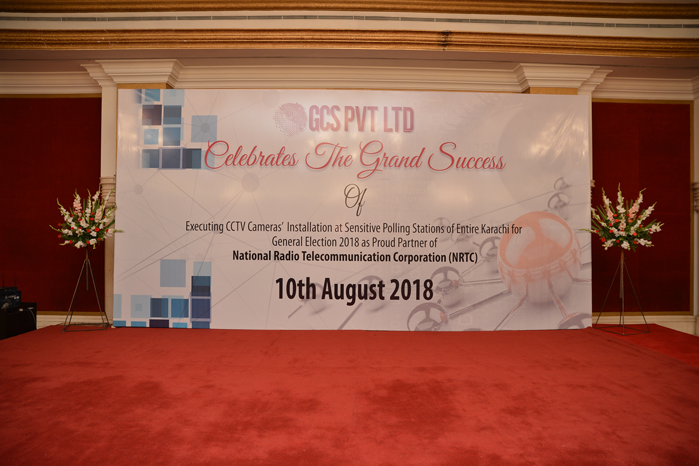 GCS PVT LTD
Celebrates The Grand Success
Of
Executing CCTV Cameras' Installation at Sensitive Polling Stations of Entire Karachi for
General Election 2018 as Proud Partner of
National Radio Telecommunication Corporation (NRTC)
10th August 2018